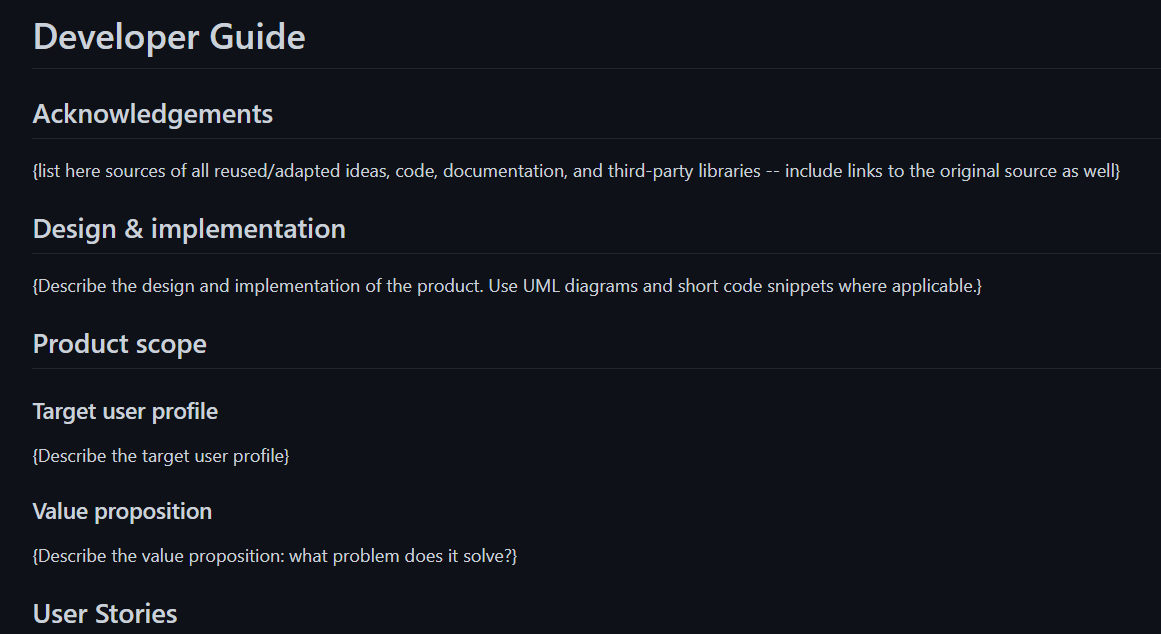 Developer Guide
Acknowledgements
{list here sources of all reused/adapted ideas, code, documentation, and third-party libraries -- include links to the original source as well}
Design & implementation
{Describe the design and implementation of the product. Use UML diagrams and short code snippets where applicable.}
Product scope
Target user profile
{Describe the target user profile}
Value proposition
{Describe the value proposition: what problem does it solve?}
User Stories